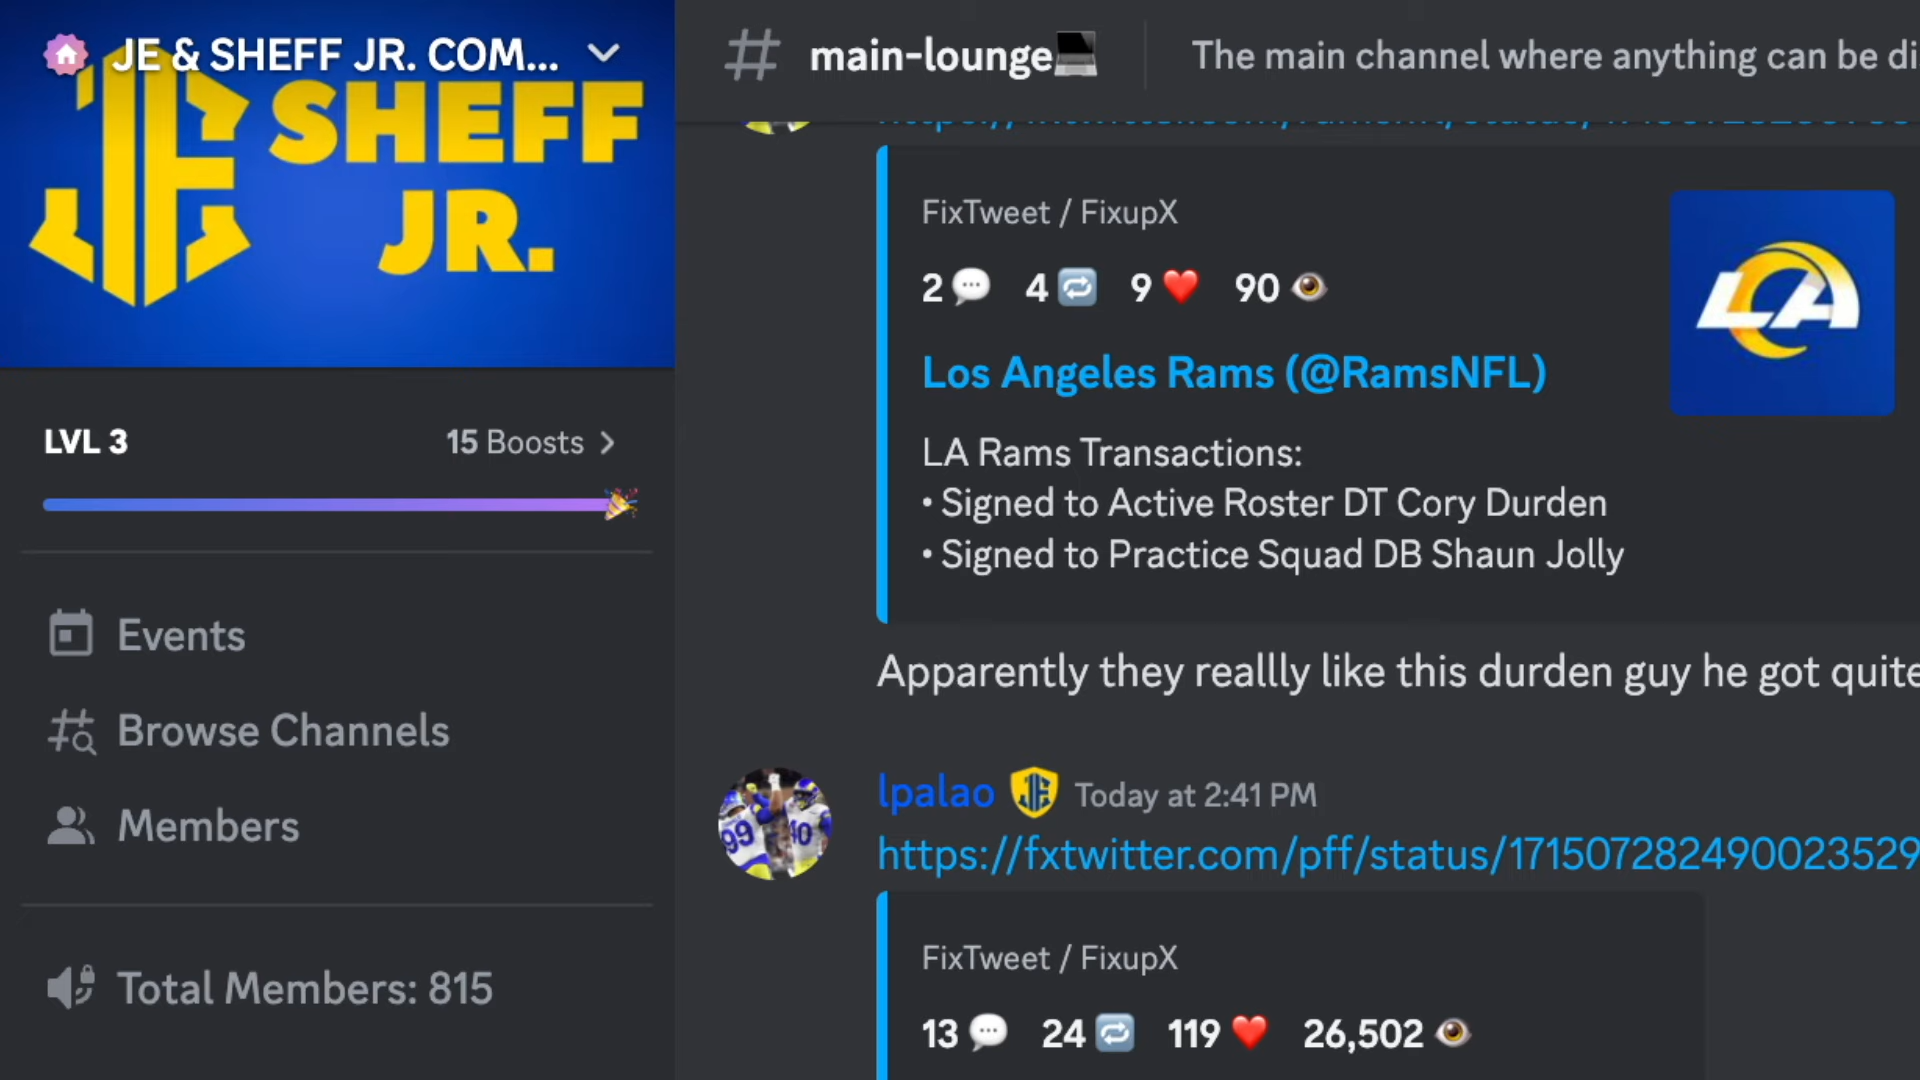 JE & SHEFF JR. COM...
SHEFF
JR.
LVL 3
15 Boosts
Events
Browse Channels
Members
Total Members: 815
main-lounge
The main channel where anything can be di
FixTweet / FixupX
2 4 9 90
Los Angeles Rams (@RamsNFL)
LA
LA Rams Transactions:
• Signed to Active Roster DT Cory Durden
• Signed to Practice Squad DB Shaun Jolly
Apparently they reallly like this durden guy he got quite
99
10
lpalao JE Today at 2:41 PM
https://fxtwitter.com/pff/status/171507282490023529
FixTweet / FixupX
13 24 119 26,502